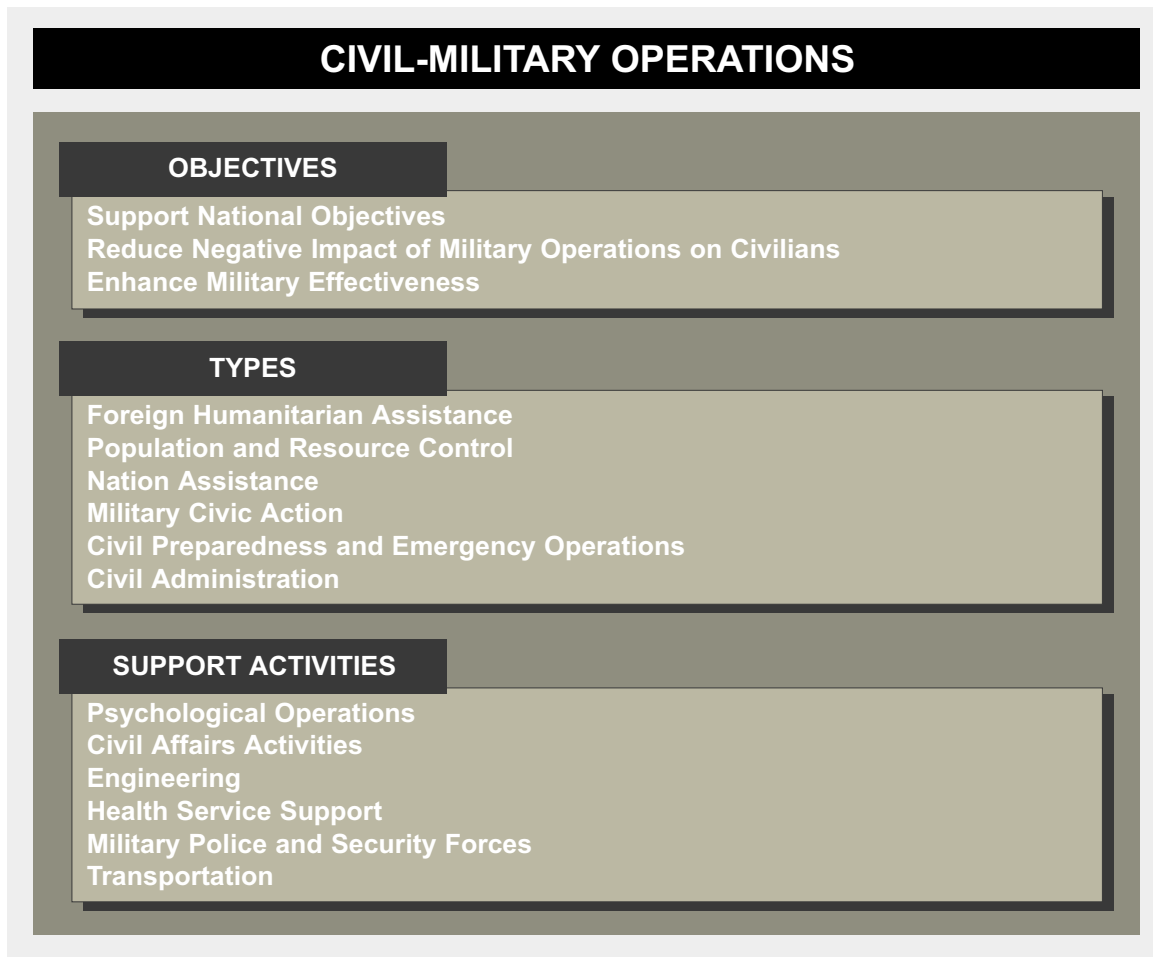 CIVIL-MILITARY OPERATIONS
OBJECTIVES
Support National Objectives
Reduce Negative Impact of Military Operations on Civilians
Enhance Military Effectiveness
TYPES
Foreign Humanitarian Assistance
Population and Resource Control
Nation Assistance
Military Civic Action
Civil Preparedness and Emergency Operations
Civil Administration
SUPPORT ACTIVITIES
Psychological Operations
Civil Affairs Activities
Engineering
Health Service Support
Military Police and Security Forces
Transportation